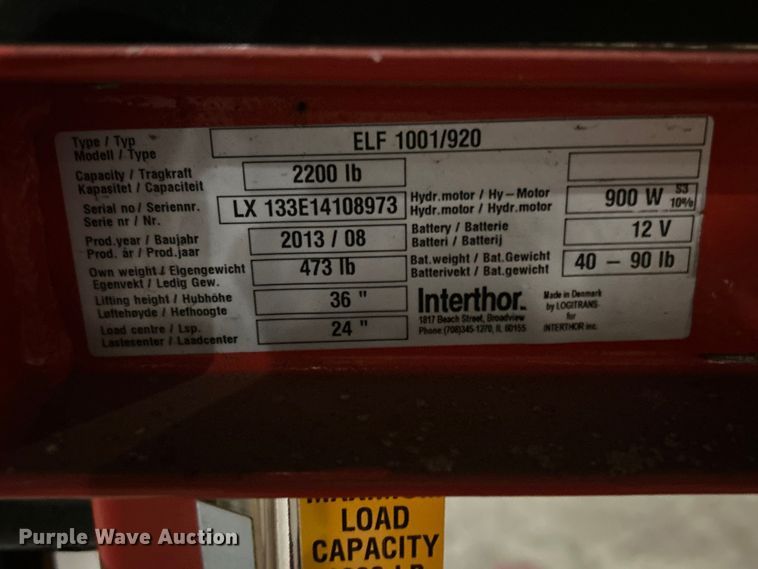 Type / Typ
Modell / Type
ELF 1001/920
Capacity / Tragkraft
Kapasitet / Capaciteit
2200 lb
Serial no / Seriennr.
Serie nr / Nr.
LX 133E14108973
Hydr.motor / Hy-Motor
Hydr.motor / Hydr.motor
900 W S3 10%
Prod.year / Baujahr
Prod. år / Prod.jaar
2013 / 08
Battery / Batterie
Batteri / Batterij
12 V
Own weight / Eigengewicht
Egenvekt / Ledig Gew.
473 lb
Bat.weight / Bat.Gewicht
Batterivekt / Bat.gewicht
40 - 90 lb
Lifting height / Hubhöhe
Løftehøyde / Hefhoogte
36 "
Load centre / Lsp.
Lastesenter / Laadcenter
24 "
Interthor
1817 Beach Street, Broadview
Phone: (708)345-1270, IL 60155
Made in Denmark
by LOGITRANS
for
INTERTHOR inc.
MAXIMUM
LOAD
CAPACITY
Purple Wave Auction